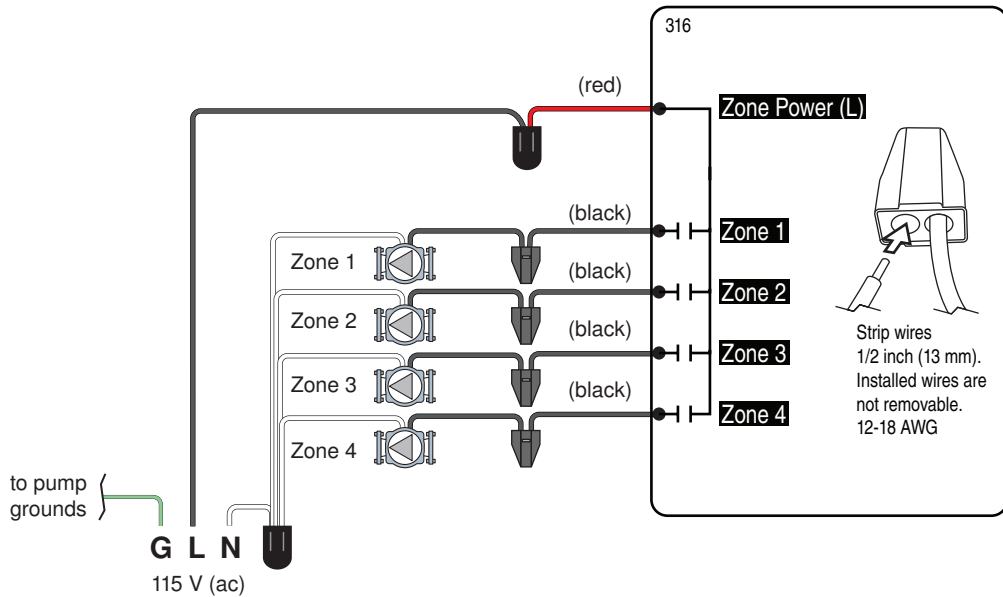 316
(red)
Zone Power (L)
(black)
Zone 1
Zone 1
(black)
Zone 2
Zone 2
(black)
Zone 3
Zone 3
(black)
Zone 4
Zone 4
Strip wires
1/2 inch (13 mm).
Installed wires are
not removable.
12-18 AWG
to pump
grounds
G L N
115 V (ac)